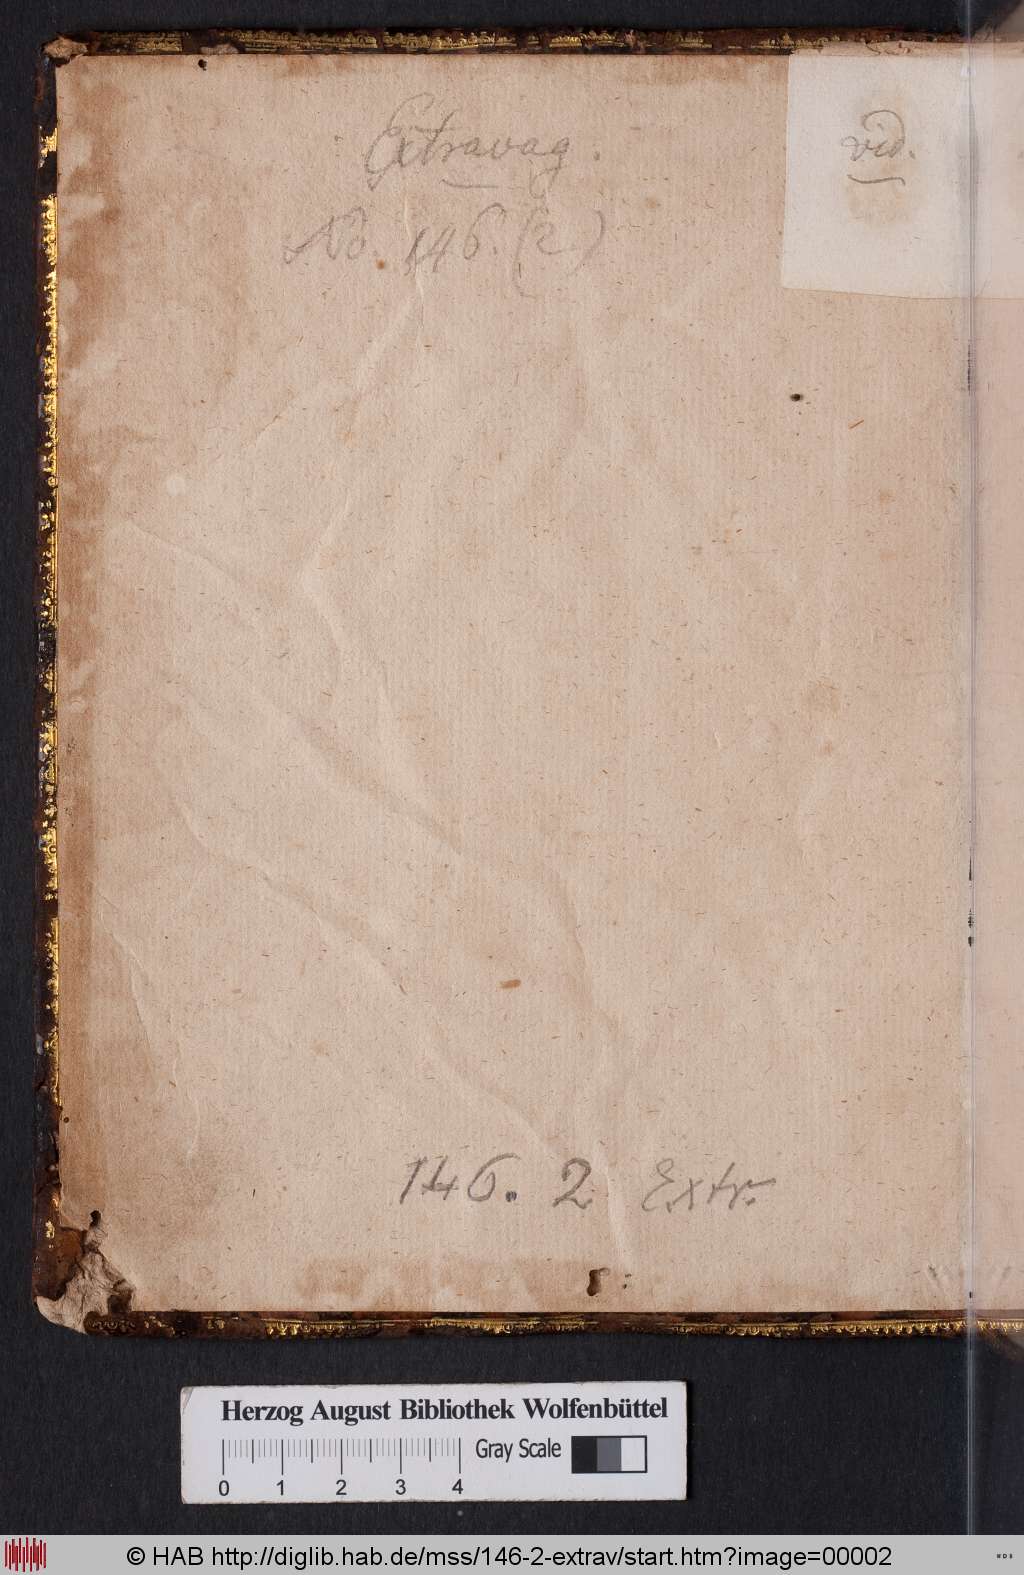 Extravag.
vid.
No. 146. (2)
146. 2 Extr.
Herzog August Bibliothek Wolfenbüttel
Gray Scale
0 1 2 3 4
© HAB http://diglib.hab.de/mss/146-2-extrav/start.htm?image=00002